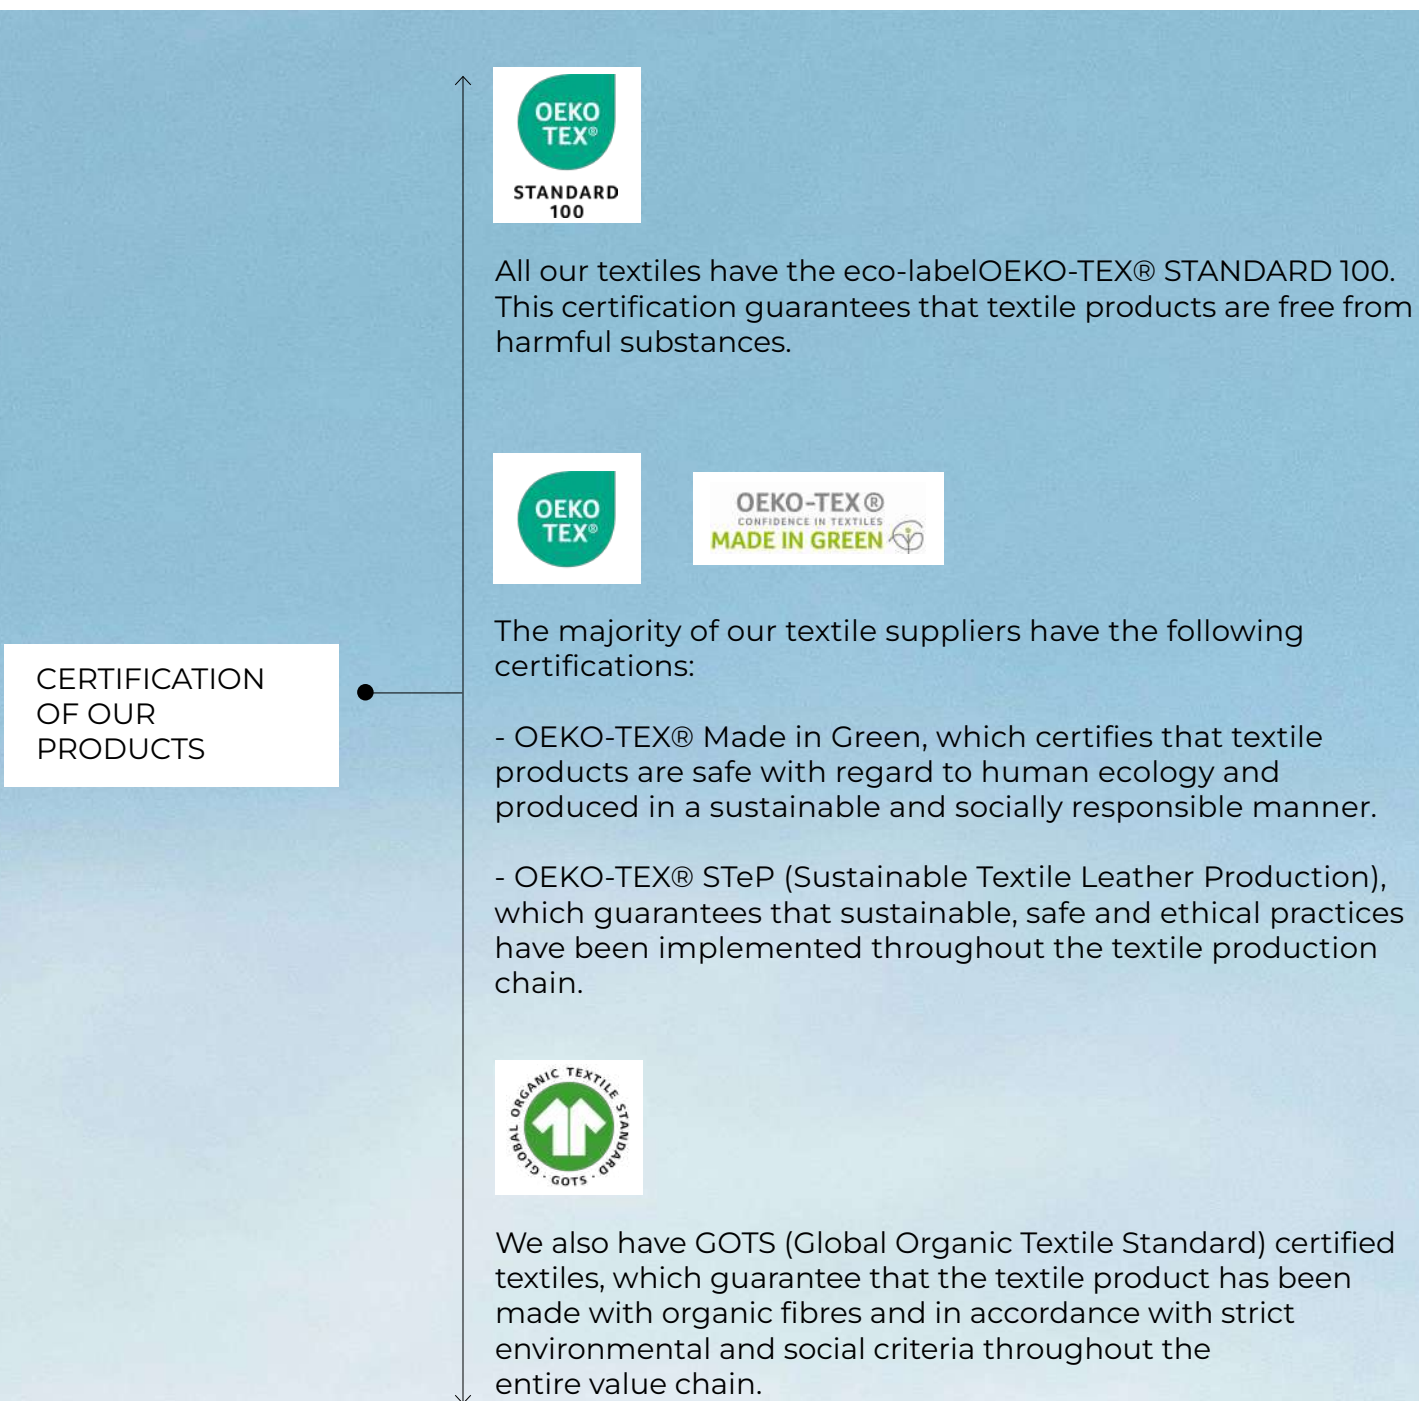 OEKO
TEX®
STANDARD
100
All our textiles have the eco-labelOEKO-TEX® STANDARD 100.
This certification guarantees that textile products are free from
harmful substances.
OEKO
TEX®
OEKO-TEX®
CONFIDENCE IN TEXTILES
MADE IN GREEN
The majority of our textile suppliers have the following
certifications:
CERTIFICATION
OF OUR
PRODUCTS
- OEKO-TEX® Made in Green, which certifies that textile
products are safe with regard to human ecology and
produced in a sustainable and socially responsible manner.
- OEKO-TEX® STeP (Sustainable Textile Leather Production),
which guarantees that sustainable, safe and ethical practices
have been implemented throughout the textile production
chain.
GLOBAL ORGANIC TEXTILE STANDARD · GOTS ·
We also have GOTS (Global Organic Textile Standard) certified
textiles, which guarantee that the textile product has been
made with organic fibres and in accordance with strict
environmental and social criteria throughout the
entire value chain.